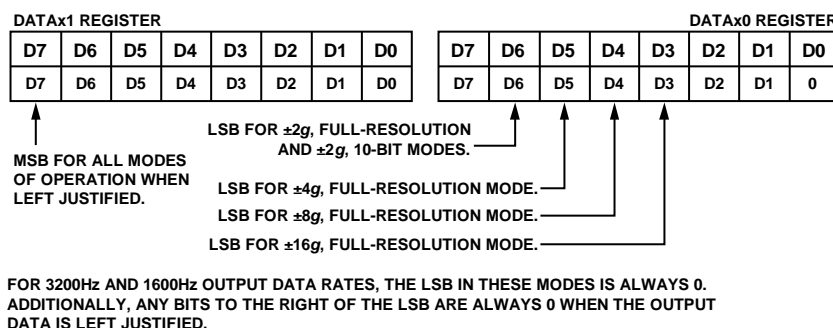 DATAx1 REGISTER DATAx0 REGISTER
D7 D6 D5 D4 D3 D2 D1 D0 D7 D6 D5 D4 D3 D2 D1 D0
D7 D6 D5 D4 D3 D2 D1 D0 D7 D6 D5 D4 D3 D2 D1 0
MSB FOR ALL MODES
OF OPERATION WHEN
LEFT JUSTIFIED.
LSB FOR ±2g, FULL-RESOLUTION
AND ±2g, 10-BIT MODES.
LSB FOR ±4g, FULL-RESOLUTION MODE.
LSB FOR ±8g, FULL-RESOLUTION MODE.
LSB FOR ±16g, FULL-RESOLUTION MODE.
FOR 3200Hz AND 1600Hz OUTPUT DATA RATES, THE LSB IN THESE MODES IS ALWAYS 0.
ADDITIONALLY, ANY BITS TO THE RIGHT OF THE LSB ARE ALWAYS 0 WHEN THE OUTPUT
DATA IS LEFT JUSTIFIED.